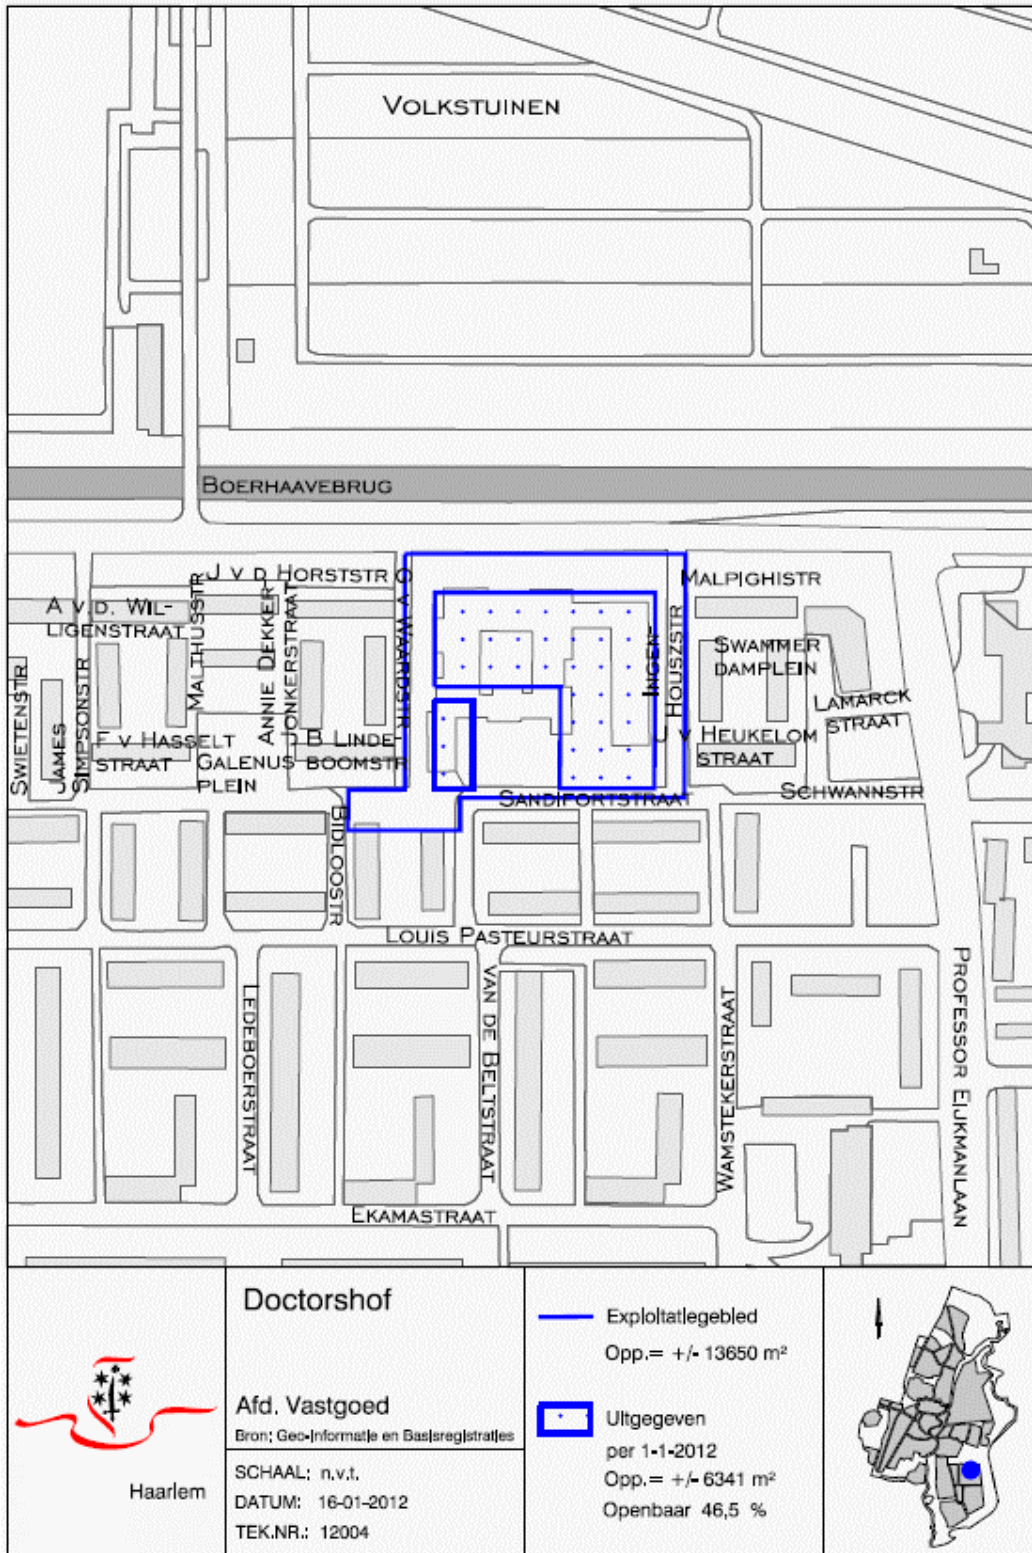 VOLKSTUINEN
BOERHAAVEBRUG
J V D HORSTSTR
O V WAARDSTR
MALPIGHISTR
A V.D. WIL-
LIGENSTRAAT
MALTHUSSTR
ANNIE DEKKER
JONKERSTRAAT
INGEN-
HOUSZSTR
SWAMMER
DAMPLEIN
LAMARCK
STRAAT
SWIETENSTR
JAMES
SIMPSONSTR
F V HASSELT
STRAAT
GALENUS
PLEIN
B LINDE-
BOOMSTR
J V HEUKELOM
STRAAT
SANDIFORTSTRAAT
SCHWANNSTR
BIDLOOSTR
LOUIS PASTEURSTRAAT
LEDEBOERSTRAAT
VAN DE BELTSTRAAT
WAMSTEKERSTRAAT
PROFESSOR EIJKMANLAAN
EKAMASTRAAT
Doctorshof
Afd. Vastgoed
Bron; Geo-Informatie en Basisregistraties
SCHAAL: n.v.t.
DATUM: 16-01-2012
TEK.NR.: 12004
Haarlem
Exploitatiegebied
Opp.= +/- 13650 m²
Uitgegeven
per 1-1-2012
Opp.= +/- 6341 m²
Openbaar 46,5 %